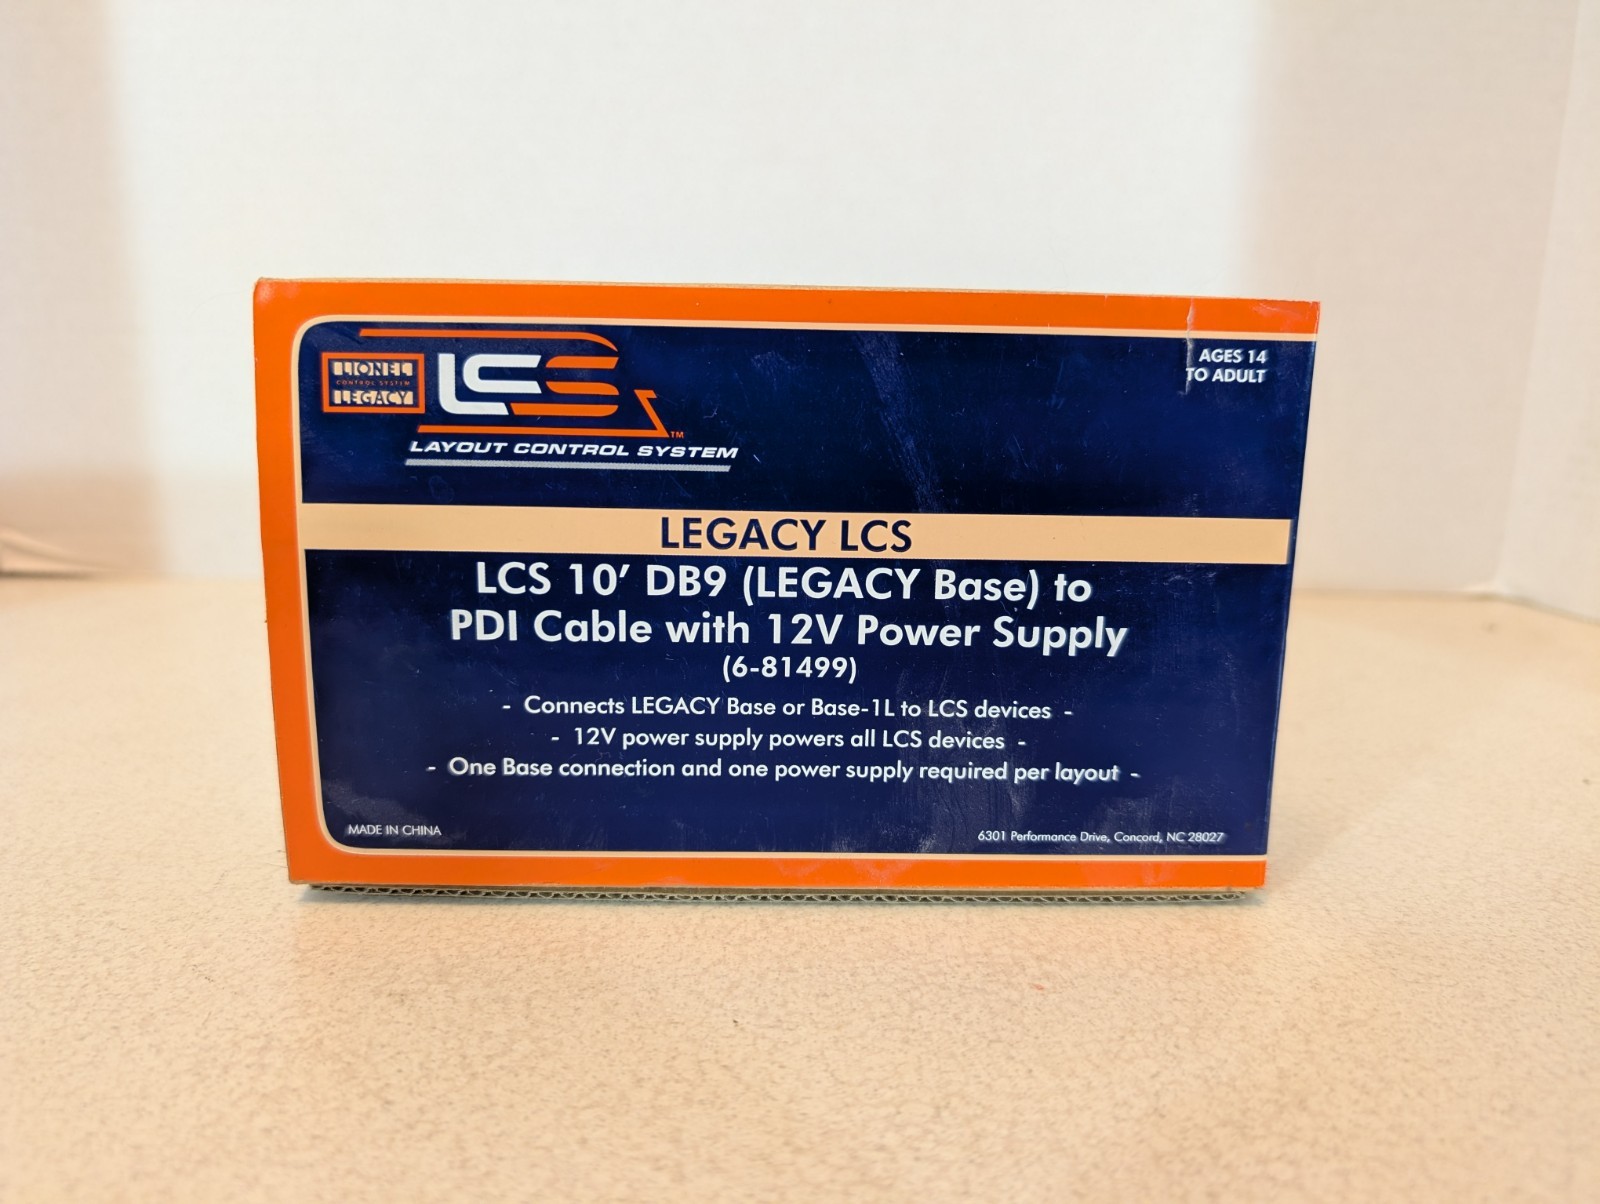 LIONEL
CONTROL SYSTEM
LEGACY
LCS
TM
LAYOUT CONTROL SYSTEM
AGES 14
TO ADULT
LEGACY LCS
LCS 10' DB9 (LEGACY Base) to
PDI Cable with 12V Power Supply
(6-81499)
- Connects LEGACY Base or Base-1L to LCS devices -
- 12V power supply powers all LCS devices -
- One Base connection and one power supply required per layout -
MADE IN CHINA
6301 Performance Drive, Concord, NC 28027